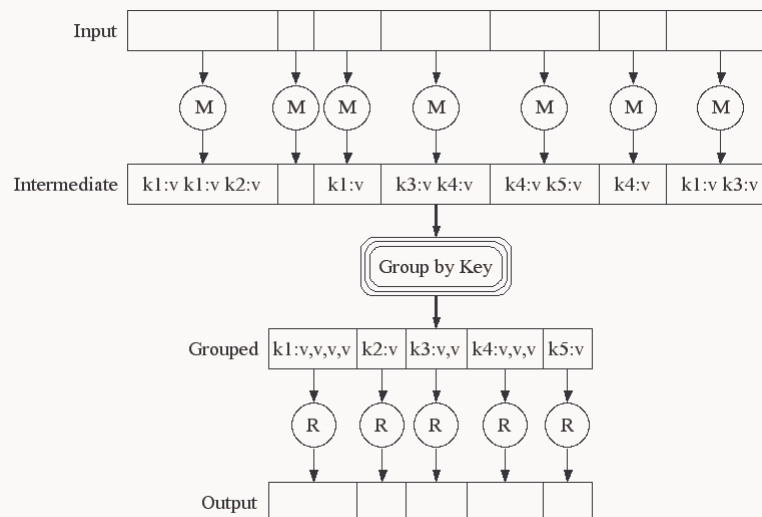 Input
M M M M M M M
Intermediate k1:v k1:v k2:v k1:v k3:v k4:v k4:v k5:v k4:v k1:v k3:v
Group by Key
Grouped k1:v,v,v,v k2:v k3:v,v k4:v,v,v k5:v
R R R R R
Output